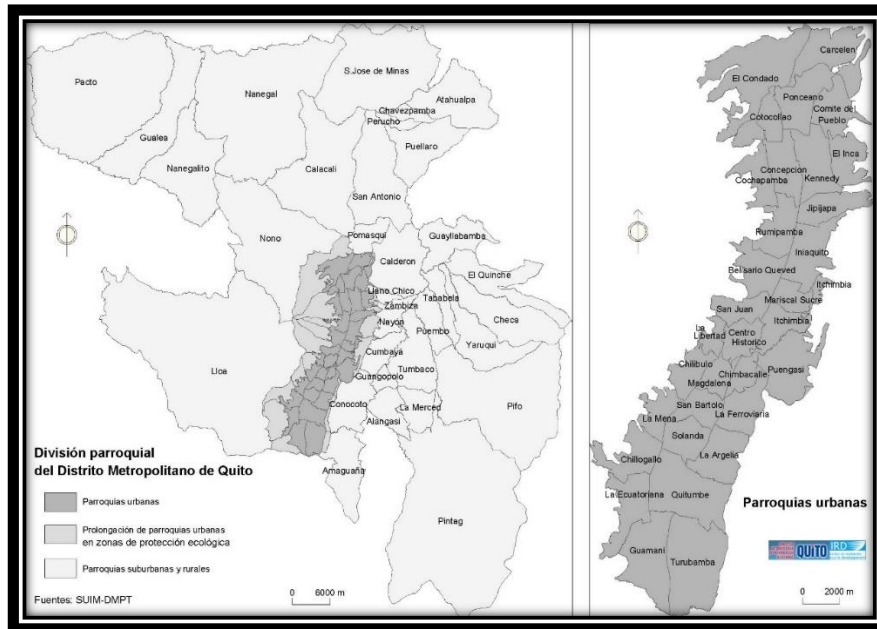 Pacto
Nanegal
S.Jose de Minas
Atahualpa
Chavezpamba
Perucho
Gualea
Puellaro
Nanegalito
Calacali
San Antonio
Nono
Pomasqui
Guayllabamba
Calderon
El Quinche
Llano Chico
Tababela
Zambiza
Checa
Nayon
Puembo
Yaruqui
Cumbaya
Lloa
Tumbaco
Guangopolo
Pifo
Conocoto
La Merced
Alangasi
Amaguaña
Pintag
División parroquial
del Distrito Metropolitano de Quito
Parroquias urbanas
Prolongación de parroquias urbanas
en zonas de protección ecológica
Parroquias suburbanas y rurales
Fuentes: SUIM-DMPT
0 6000 m
Carcelen
El Condado
Ponceano
Comite del
Pueblo
Cotocollao
El Inca
Concepcion
Cochapamba
Kennedy
Jipijapa
Rumipamba
Iniaquito
Belisario Queved
Itchimbia
Mariscal Sucre
San Juan
Itchimbia
La
Libertad
Centro
Historico
Chilibulo
Chimbacalle
Puengasi
Magdalena
San Bartolo
La Ferroviaria
La Mena
Solanda
La Argelia
Chillogallo
La Ecuatoriana
Quitumbe
Parroquias urbanas
Guamani
Turubamba
QUITO
IRD
0 2000 m